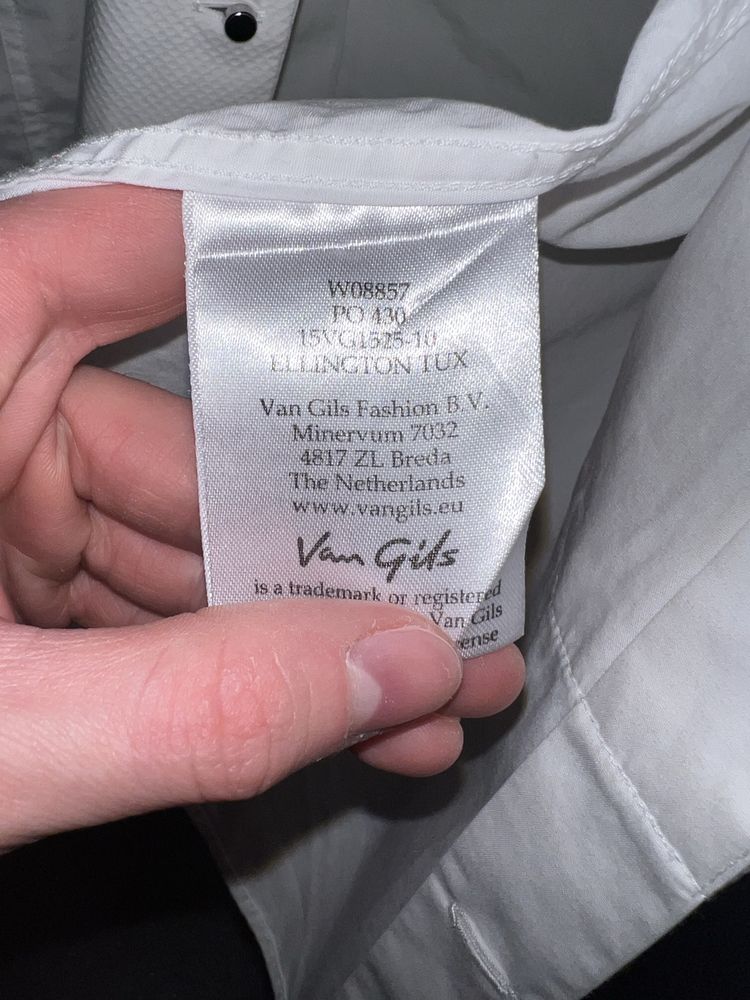 W08857
PO 430
15VG1525-10
ELLINGTON TUX
Van Gils Fashion B.V.
Minervum 7032
4817 ZL Breda
The Netherlands
www.vangils.eu
Van Gils
is a trademark or registered
Van Gils